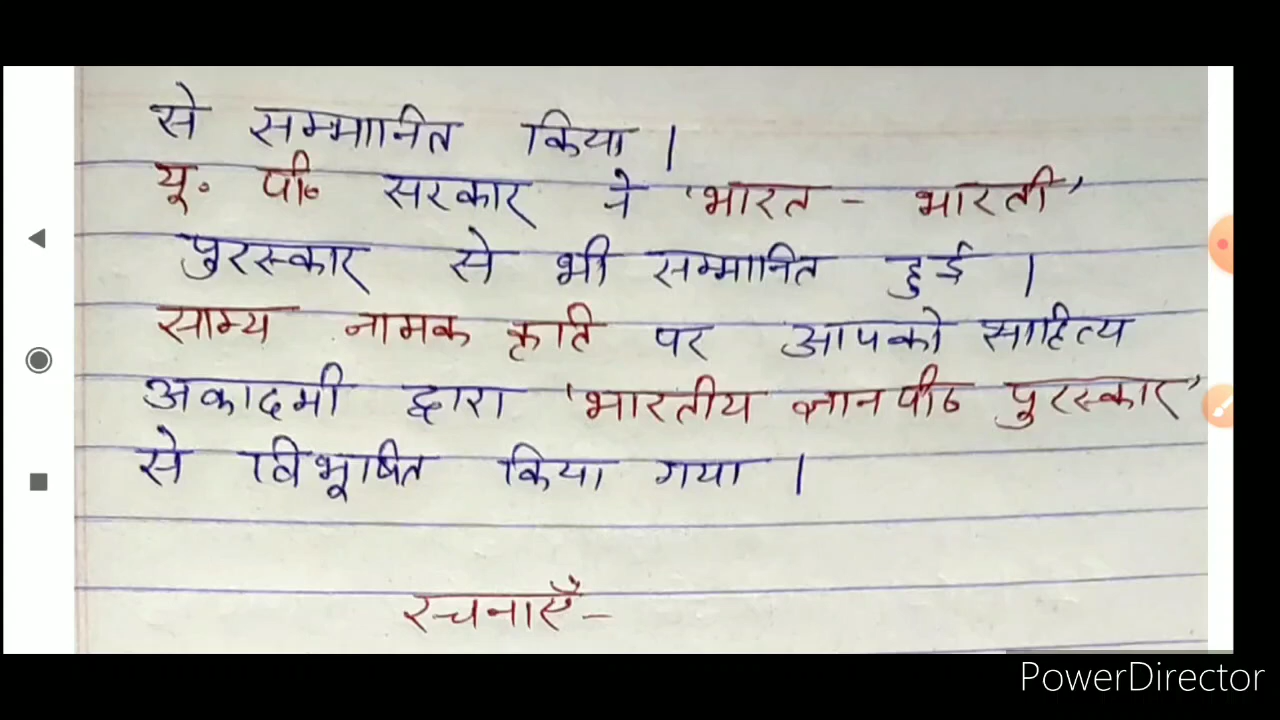 से सम्मानित किया |
यू. पी. सरकार ने 'भारत - भारती'
पुरस्कार से भी सम्मानित हुई |
साम्य नामक कृति पर आपको साहित्य
अकादमी द्वारा 'भारतीय ज्ञानपीठ पुरस्कार'
से विभूषित किया गया |
रचनाएँ -
PowerDirector